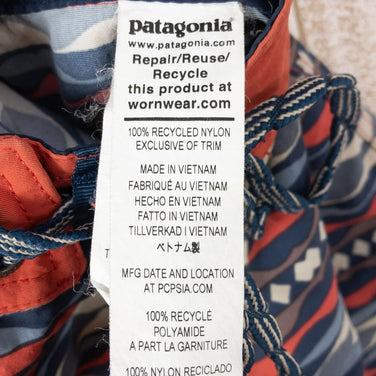 patagonia®
www.patagonia.com
Repair/Reuse/
Recycle
this product at
wornwear.com
100% RECYCLED NYLON
EXCLUSIVE OF TRIM
MADE IN VIETNAM
FABRIQUÉ AU VIETNAM
HECHO EN VIETNAM
FATTO IN VIETNAM
TILLVERKAD I VIETNAM
ベトナム製
MFG DATE AND LOCATION
AT PCPSIA.COM
100% RECYCLÉ
POLYAMIDE
A PART LA GARNITURE
100% NYLON RECICLADO